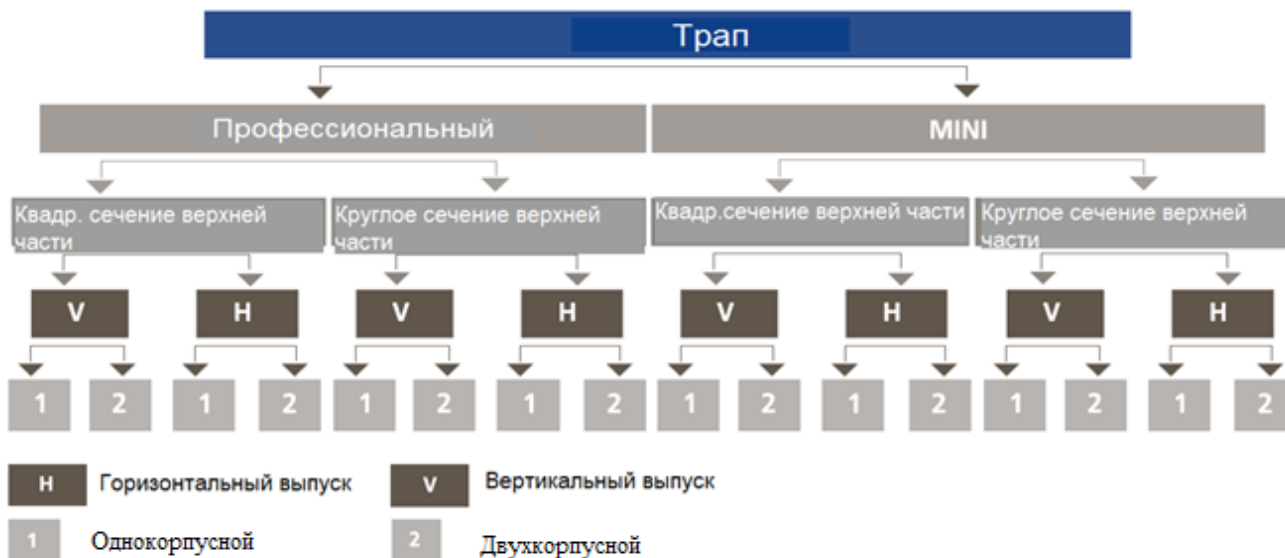 Трап
Профессиональный
MINI
Квадр. сечение верхней
части
Круглое сечение верхней
части
Квадр.сечение верхней части
Круглое сечение верхней
части
V H V H V H V H
1 2 1 2 1 2 1 2 1 2 1 2 1 2 1 2
H Горизонтальный выпуск V Вертикальный выпуск
1 Однокорпусной 2 Двухкорпусной